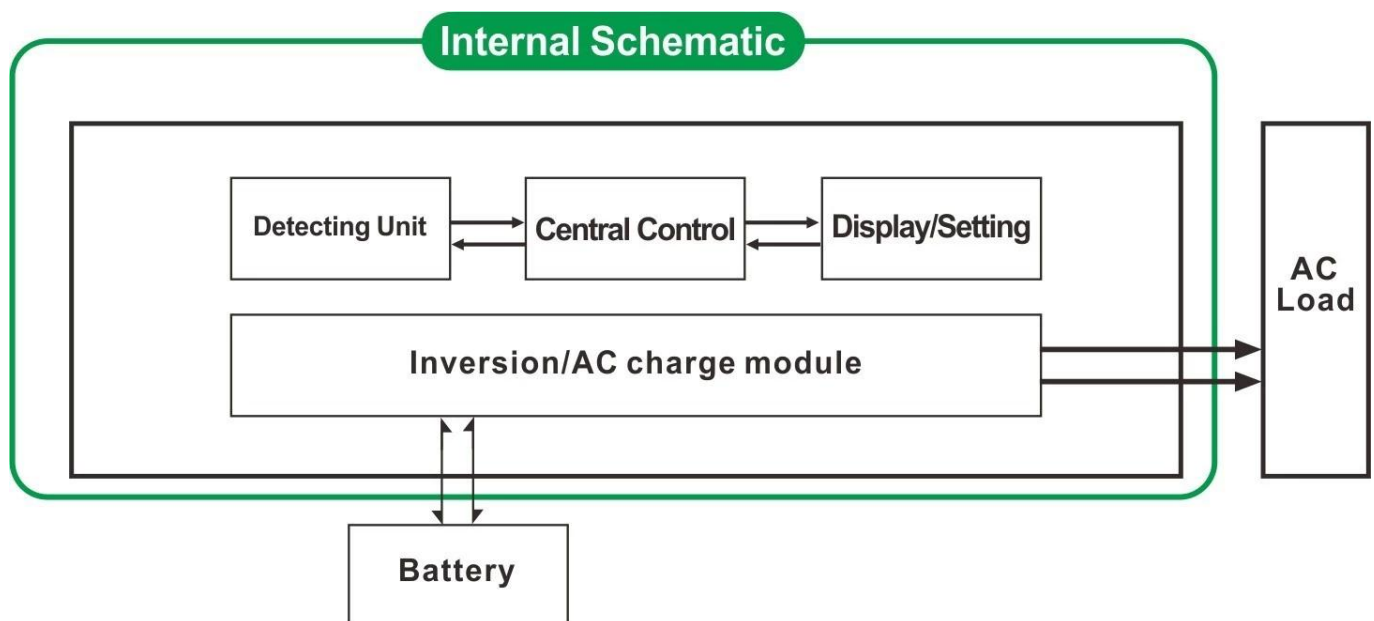 Internal Schematic
Detecting Unit
Central Control
Display/Setting
AC
Load
Inversion/AC charge module
Battery